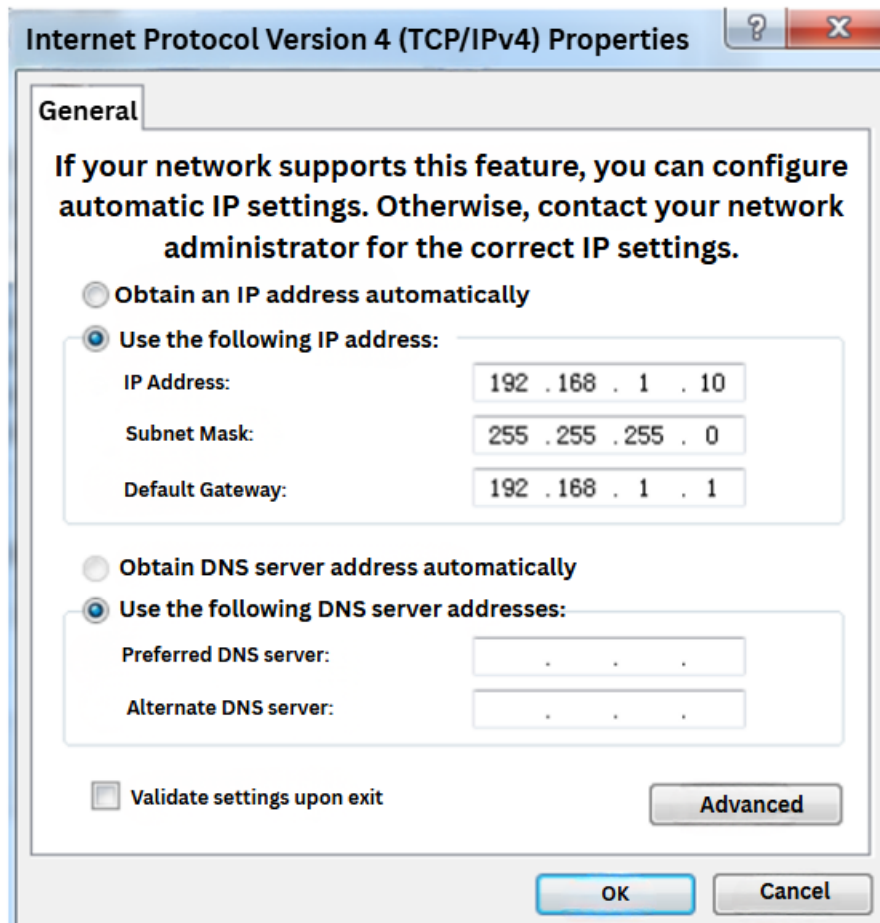 Internet Protocol Version 4 (TCP/IPv4) Properties
?
X
General
If your network supports this feature, you can configure
automatic IP settings. Otherwise, contact your network
administrator for the correct IP settings.
Obtain an IP address automatically
Use the following IP address:
IP Address: 192 . 168 . 1 . 10
Subnet Mask: 255 . 255 . 255 . 0
Default Gateway: 192 . 168 . 1 . 1
Obtain DNS server address automatically
Use the following DNS server addresses:
Preferred DNS server: . . .
Alternate DNS server: . . .
Validate settings upon exit
Advanced
OK
Cancel